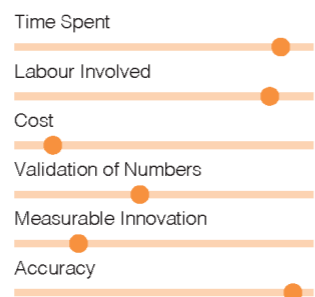 Time Spent
Labour Involved
Cost
Validation of Numbers
Measurable Innovation
Accuracy